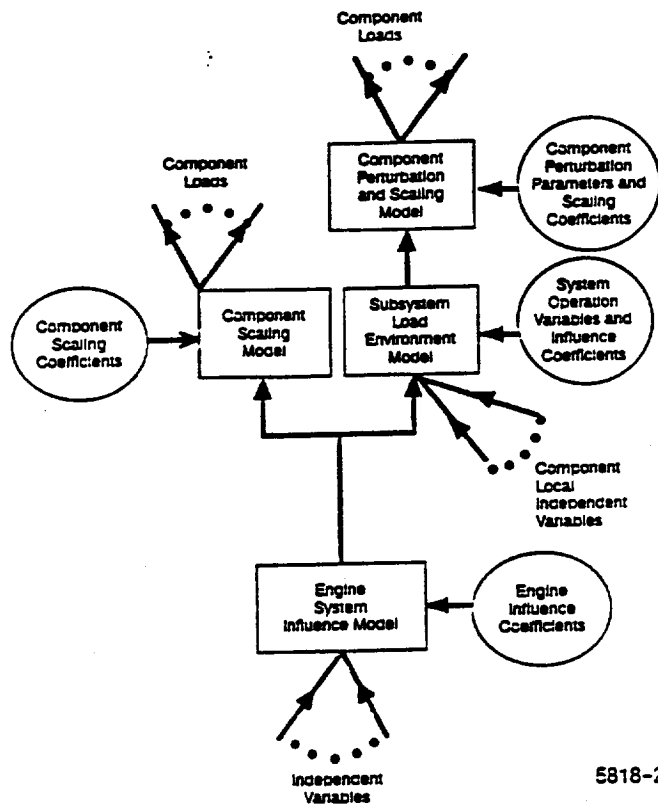 Component
Loads
Component
Loads
Component
Perturbation
and Scaling
Model
Component
Perturbation
Parameters and
Scaling
Coefficients
Component
Scaling
Coefficients
Component
Scaling
Model
Subsystem
Load
Environment
Model
System
Operation
Variables and
Influence
Coefficients
Component
Local
Independent
Variables
Engine
System
Influence Model
Engine
Influence
Coefficients
Independent
Variables